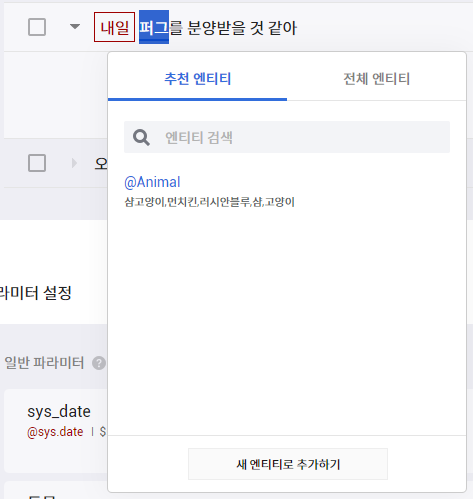 내일 퍼그를 분양받을 것 같아
추천 엔티티
전체 엔티티
엔티티 검색
@Animal
샴고양이,먼치킨,러시안블루,샴,고양이
오
라미터 설정
일반 파라미터 ?
sys_date
@sys.date | $
새 엔티티로 추가하기